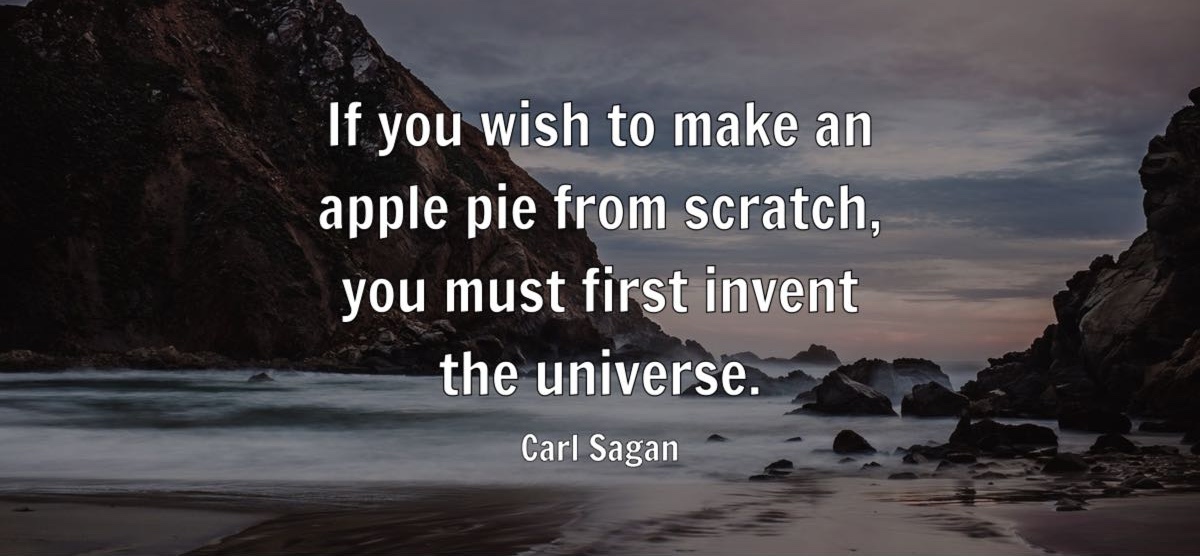 If you wish to make an
apple pie from scratch,
you must first invent
the universe.
Carl Sagan